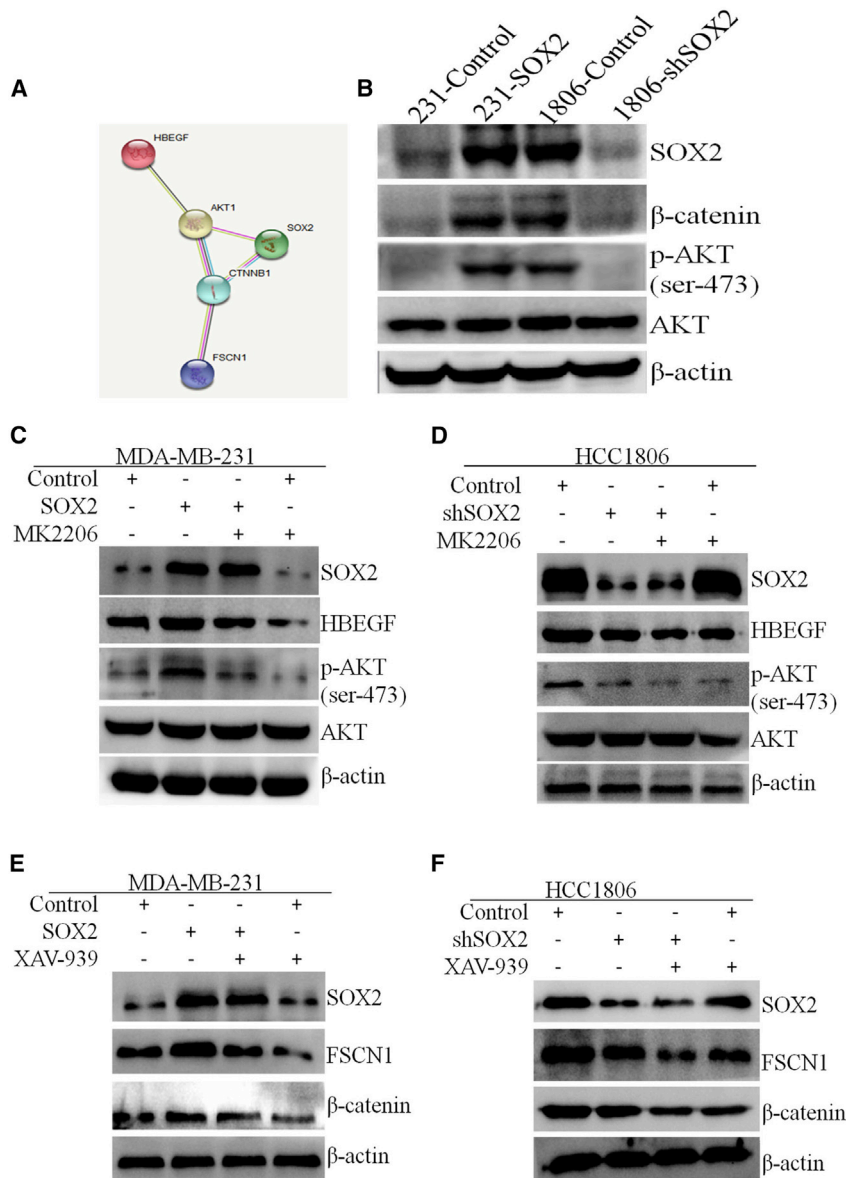 A
HBEGF
AKT1
SOX2
CTNNB1
FSCN1
B
231-Control
231-SOX2
1806-Control
1806-shSOX2
SOX2
β-catenin
p-AKT
(ser-473)
AKT
β-actin
C
MDA-MB-231
Control + - - +
SOX2 - + + -
MK2206 - - + +
SOX2
HBEGF
p-AKT
(ser-473)
AKT
β-actin
D
HCC1806
Control + - - +
shSOX2 - + + -
MK2206 - - + +
SOX2
HBEGF
p-AKT
(ser-473)
AKT
β-actin
E
MDA-MB-231
Control + - - +
SOX2 - + + -
XAV-939 - - + +
SOX2
FSCN1
β-catenin
β-actin
F
HCC1806
Control + - - +
shSOX2 - + + -
XAV-939 - - + +
SOX2
FSCN1
β-catenin
β-actin